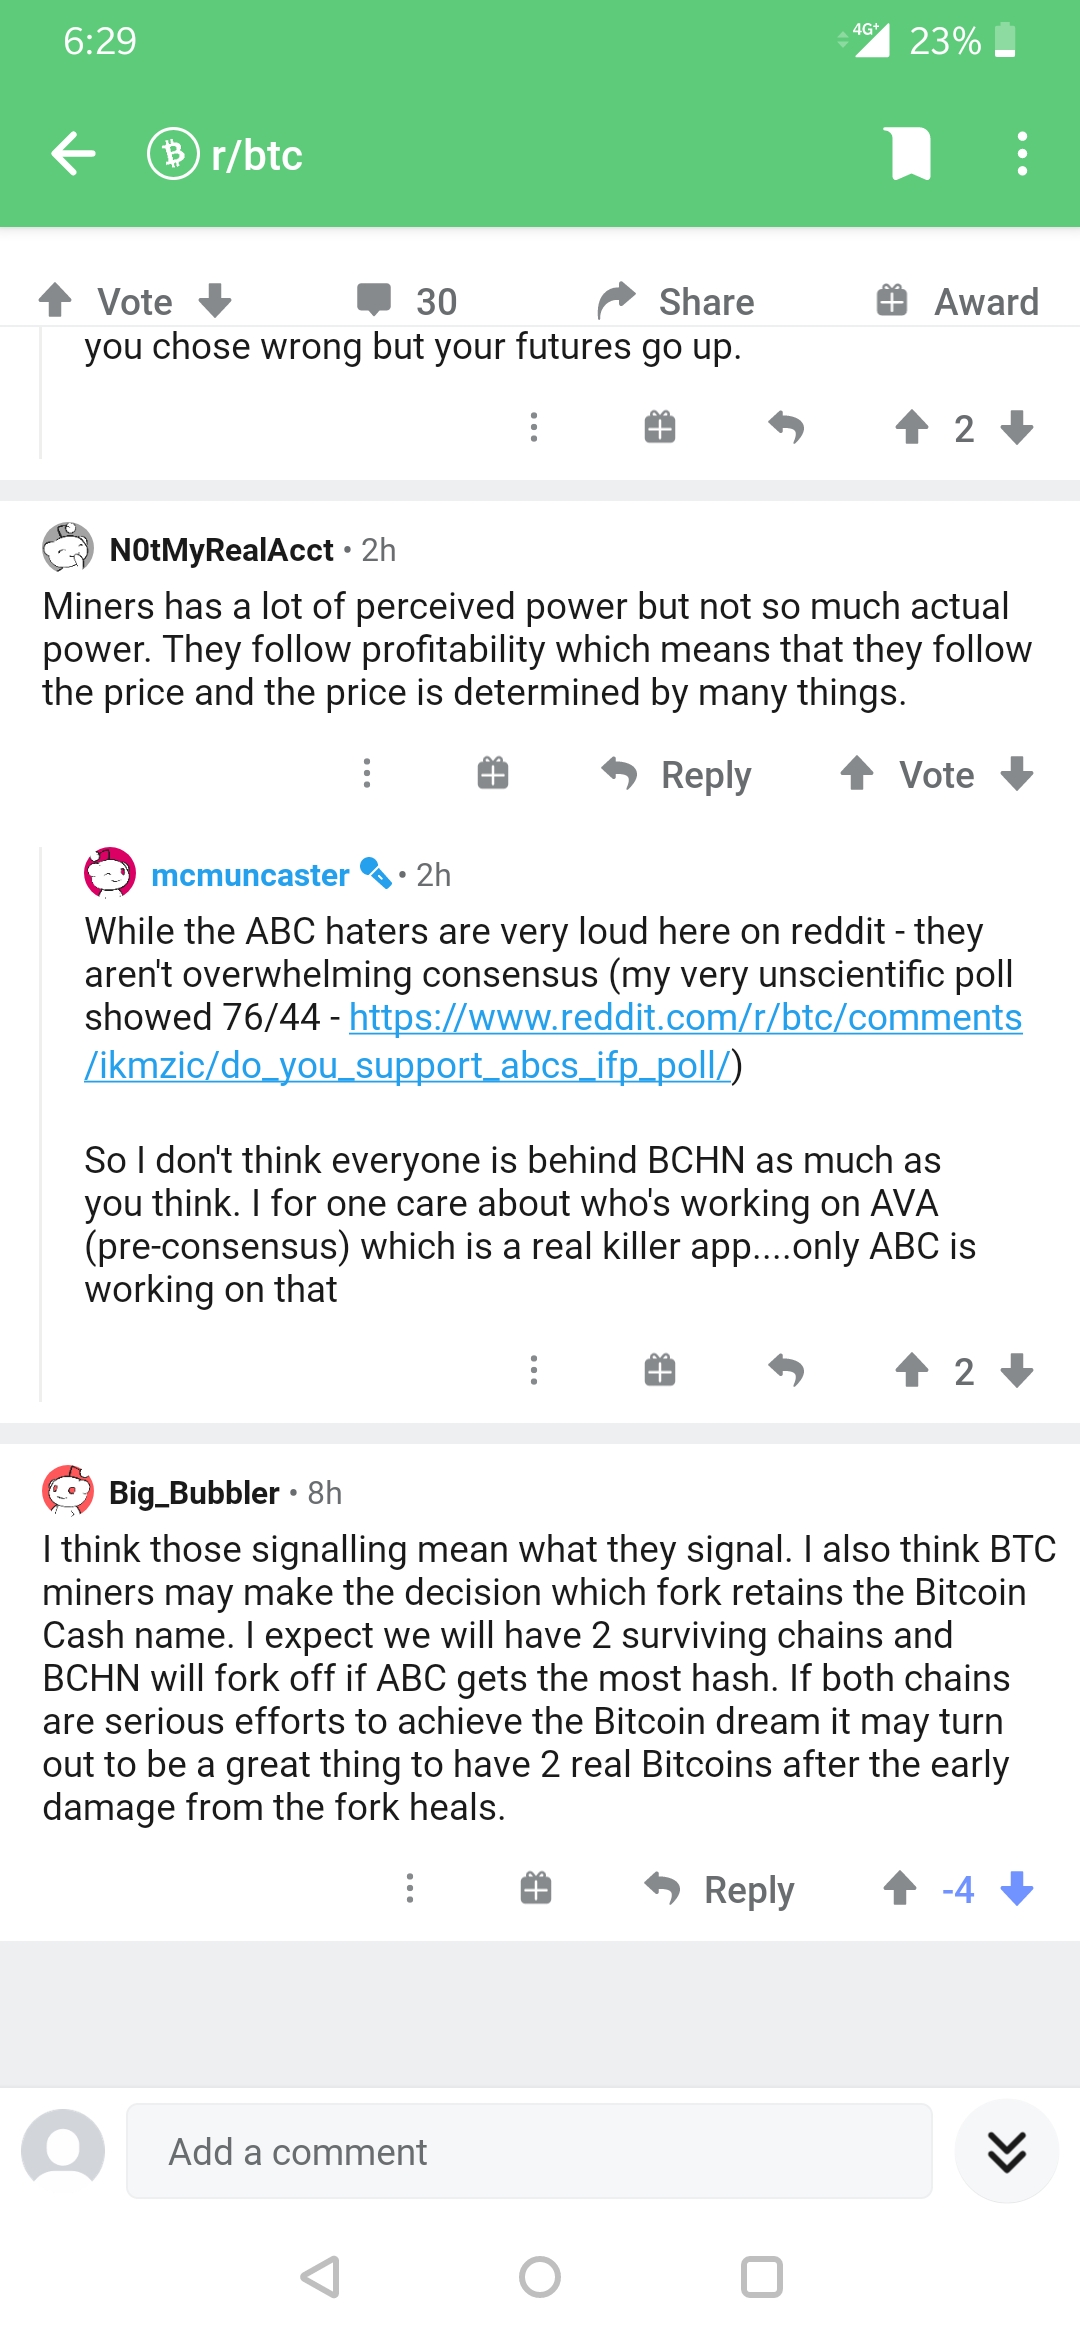 6:29
4G+ 23%
r/btc
Vote 30 Share Award
you chose wrong but your futures go up.
2
N0tMyRealAcct • 2h
Miners has a lot of perceived power but not so much actual
power. They follow profitability which means that they follow
the price and the price is determined by many things.
Reply Vote
mcmuncaster • 2h
While the ABC haters are very loud here on reddit - they
aren't overwhelming consensus (my very unscientific poll
showed 76/44 - https://www.reddit.com/r/btc/comments
/ikmzic/do_you_support_abcs_ifp_poll/)
So I don't think everyone is behind BCHN as much as
you think. I for one care about who's working on AVA
(pre-consensus) which is a real killer app....only ABC is
working on that
2
Big_Bubbler • 8h
I think those signalling mean what they signal. I also think BTC
miners may make the decision which fork retains the Bitcoin
Cash name. I expect we will have 2 surviving chains and
BCHN will fork off if ABC gets the most hash. If both chains
are serious efforts to achieve the Bitcoin dream it may turn
out to be a great thing to have 2 real Bitcoins after the early
damage from the fork heals.
Reply -4
Add a comment